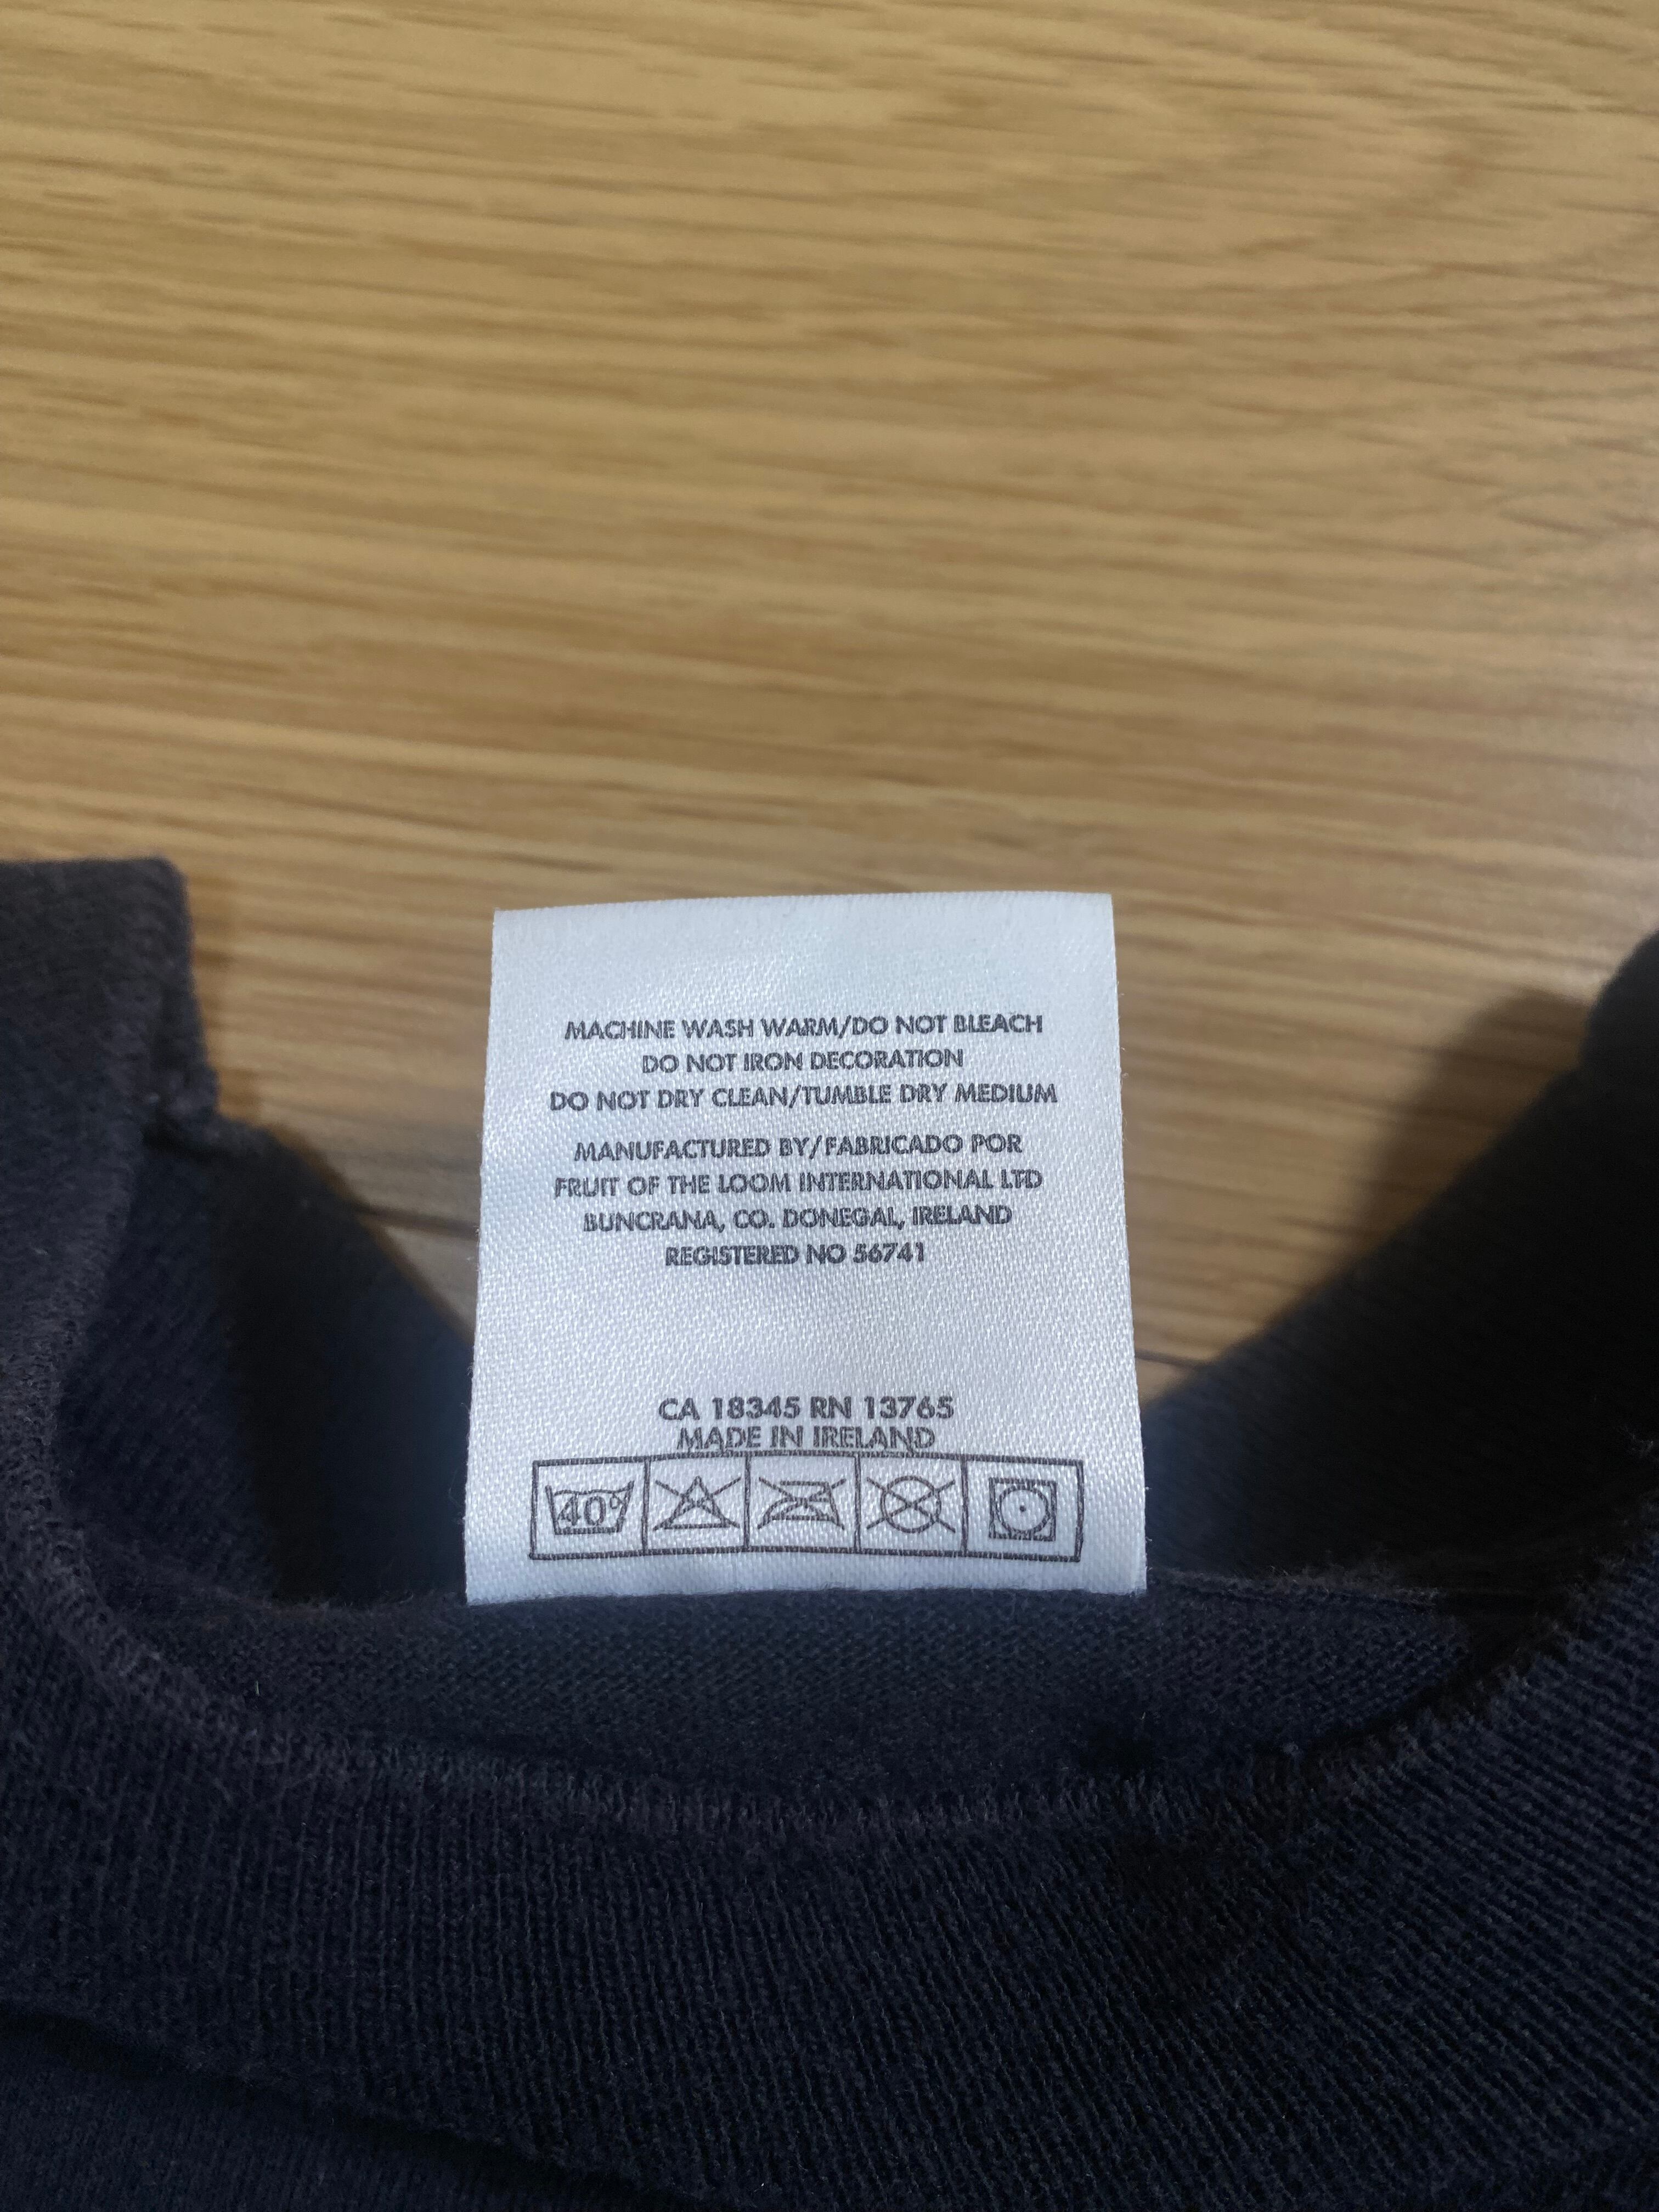 MACHINE WASH WARM/DO NOT BLEACH
DO NOT IRON DECORATION
DO NOT DRY CLEAN/TUMBLE DRY MEDIUM
MANUFACTURED BY/FABRICADO POR
FRUIT OF THE LOOM INTERNATIONAL LTD
BUNCRANA, CO. DONEGAL, IRELAND
REGISTERED NO 56741
CA 18345 RN 13765
MADE IN IRELAND
40°